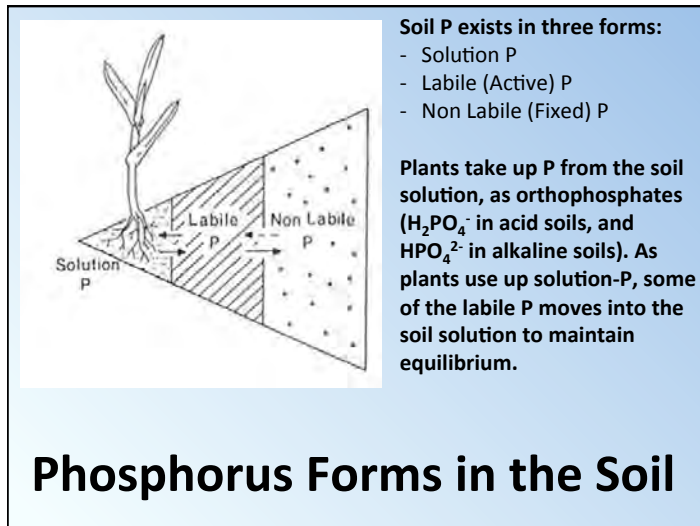 Soil P exists in three forms:
- Solution P
- Labile (Active) P
- Non Labile (Fixed) P
Plants take up P from the soil
solution, as orthophosphates
(H₂PO₄⁻ in acid soils, and
HPO₄²⁻ in alkaline soils). As
plants use up solution-P, some
of the labile P moves into the
soil solution to maintain
equilibrium.
Solution
P
Labile
P
Non Labile
P
Phosphorus Forms in the Soil